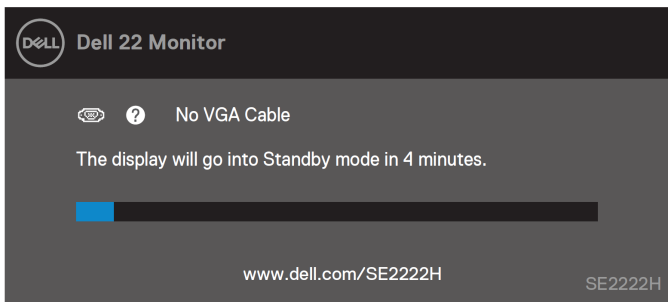 DELL Dell 22 Monitor
No VGA Cable
The display will go into Standby mode in 4 minutes.
www.dell.com/SE2222H
SE2222H